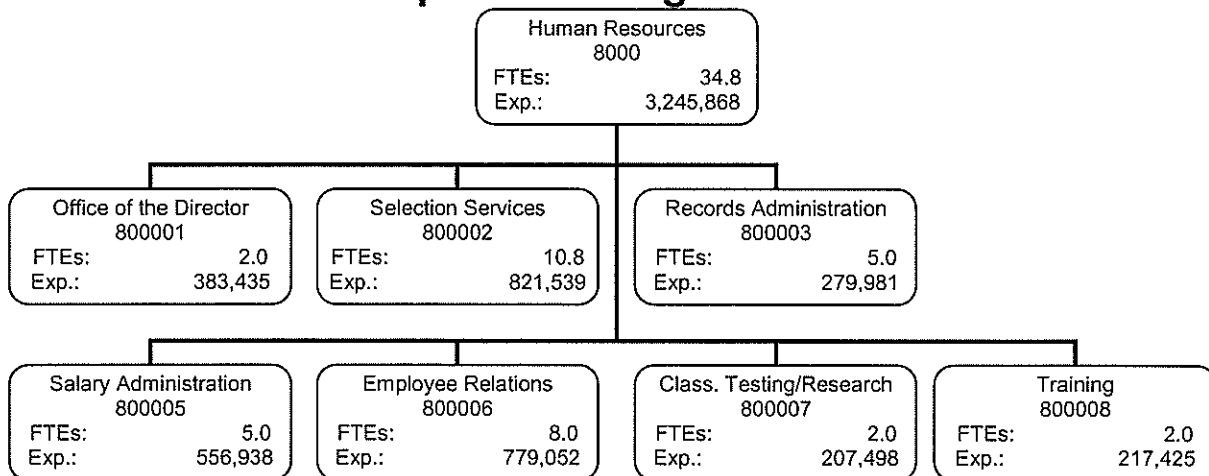 Human Resources
8000
FTEs: 34.8
Exp.: 3,245,868
Office of the Director
800001
FTEs: 2.0
Exp.: 383,435
Selection Services
800002
FTEs: 10.8
Exp.: 821,539
Records Administration
800003
FTEs: 5.0
Exp.: 279,981
Salary Administration
800005
FTEs: 5.0
Exp.: 556,938
Employee Relations
800006
FTEs: 8.0
Exp.: 779,052
Class. Testing/Research
800007
FTEs: 2.0
Exp.: 207,498
Training
800008
FTEs: 2.0
Exp.: 217,425